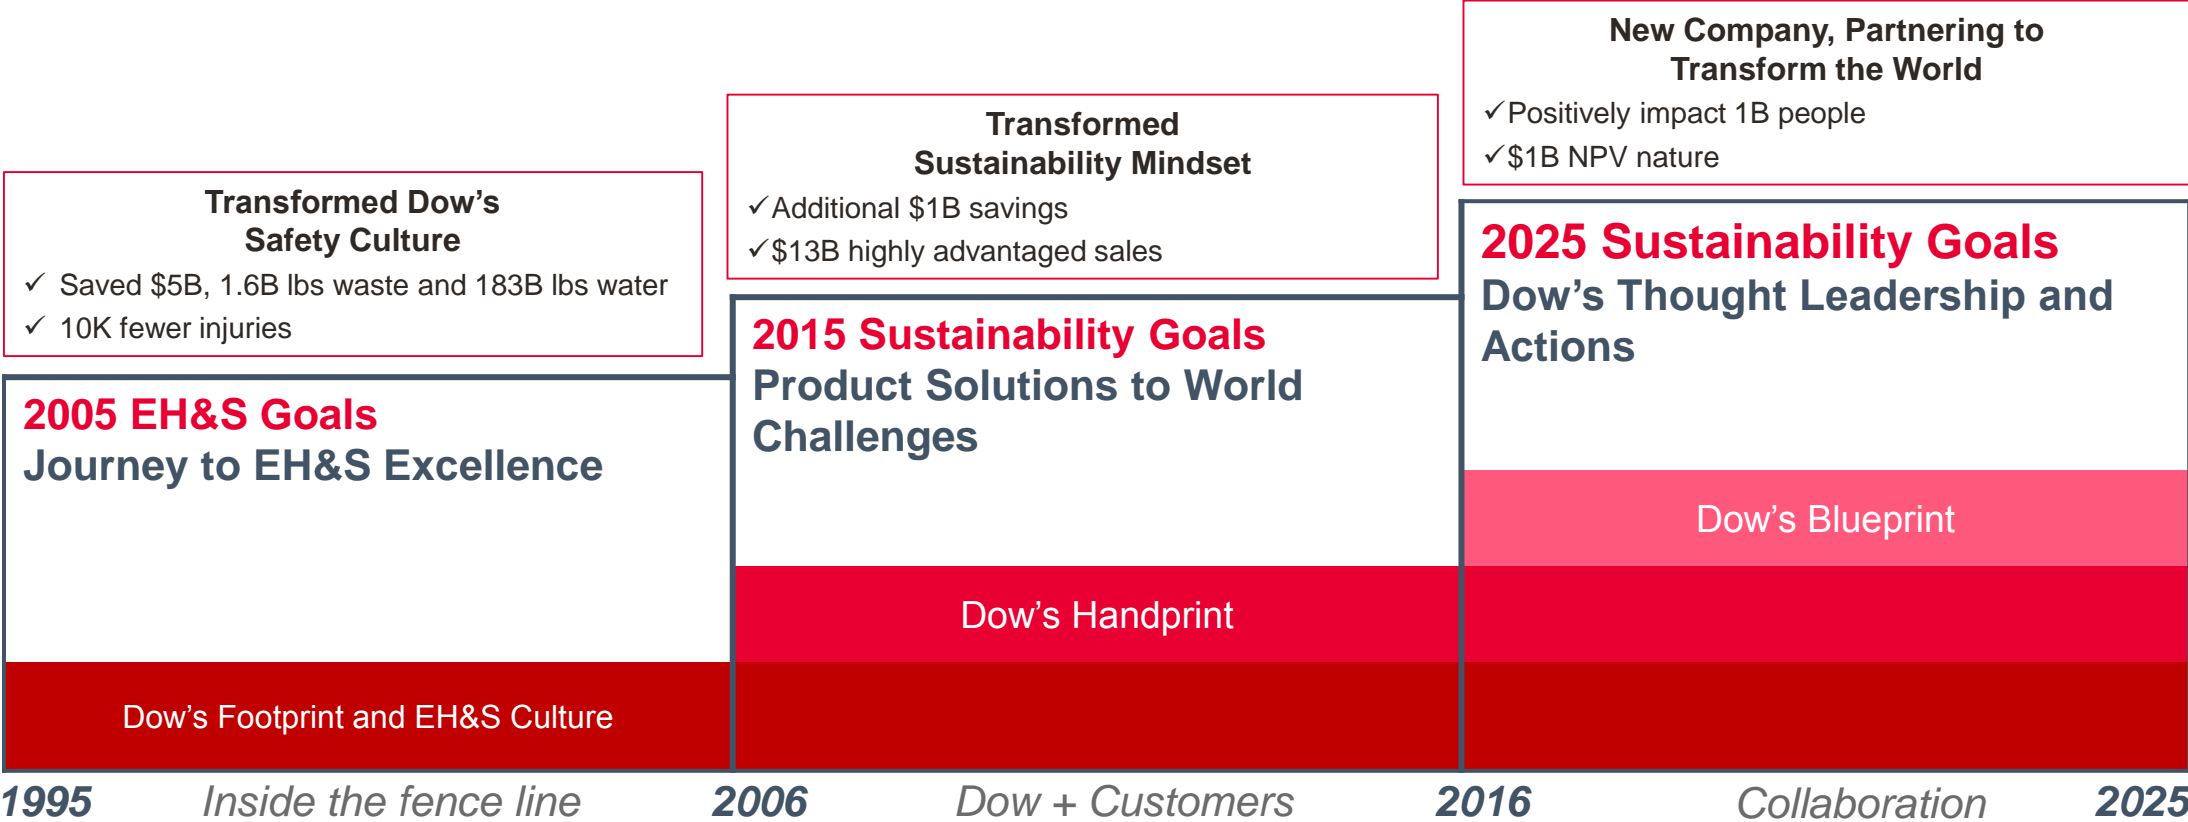 New Company, Partnering to
Transform the World
✓Positively impact 1B people
✓$1B NPV nature
Transformed
Sustainability Mindset
✓Additional $1B savings
✓$13B highly advantaged sales
Transformed Dow’s
Safety Culture
✓ Saved $5B, 1.6B lbs waste and 183B lbs water
✓ 10K fewer injuries
2025 Sustainability Goals
Dow’s Thought Leadership and
Actions
2015 Sustainability Goals
Product Solutions to World
Challenges
2005 EH&S Goals
Journey to EH&S Excellence
Dow’s Blueprint
Dow’s Handprint
Dow’s Footprint and EH&S Culture
1995 Inside the fence line 2006 Dow + Customers 2016 Collaboration 2025